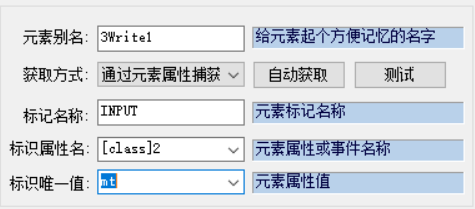 元素别名: 3Write1 给元素起个方便记忆的名字
获取方式: 通过元素属性捕获 自动获取 测试
标记名称: INPUT 元素标记名称
标识属性名: [class]2 元素属性或事件名称
标识唯一值: mt 元素属性值